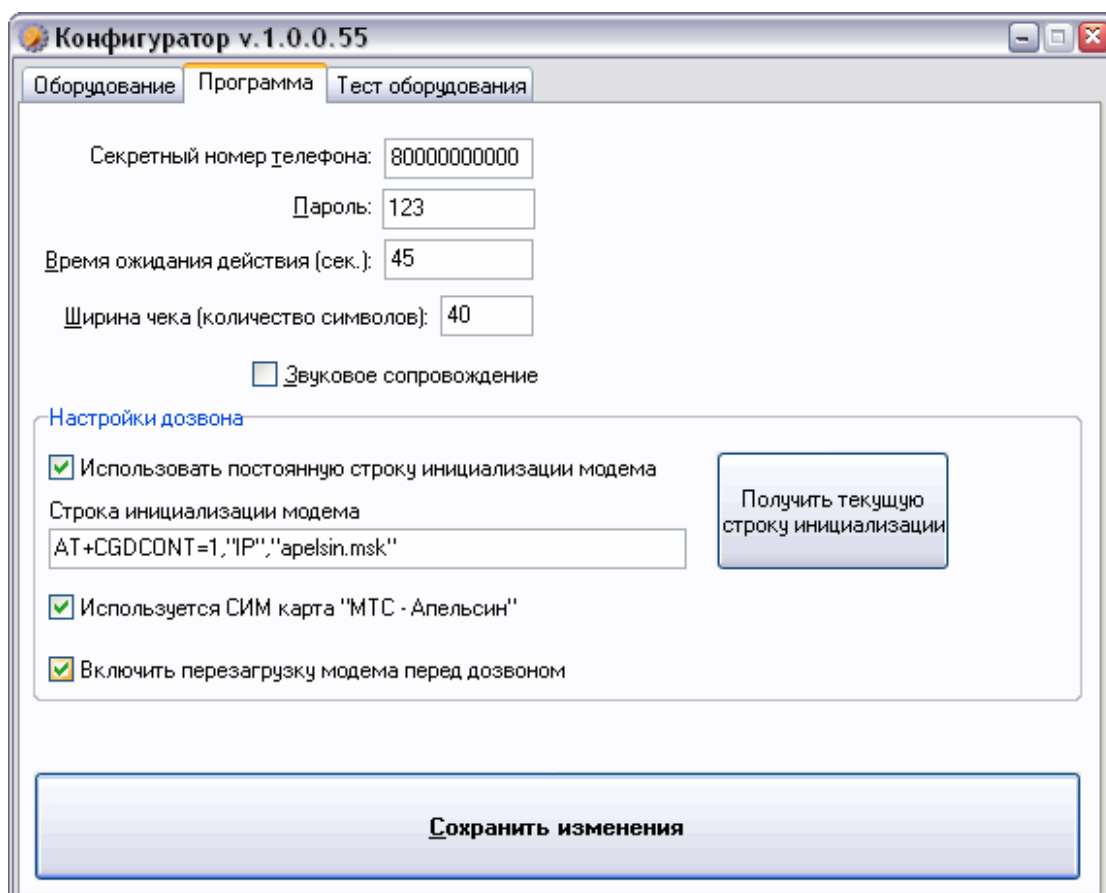 Конфигуратор v.1.0.0.55
Оборудование Программа Тест оборудования
Секретный номер телефона: 80000000000
Пароль: 123
Время ожидания действия (сек.): 45
Ширина чека (количество символов): 40
Звуковое сопровождение
Настройки дозвона
Использовать постоянную строку инициализации модема
Получить текущую
строку инициализации
Строка инициализации модема
AT+CGDCONT=1,"IP","apelsin.msk"
Используется СИМ карта "МТС - Апельсин"
Включить перезагрузку модема перед дозвоном
Сохранить изменения